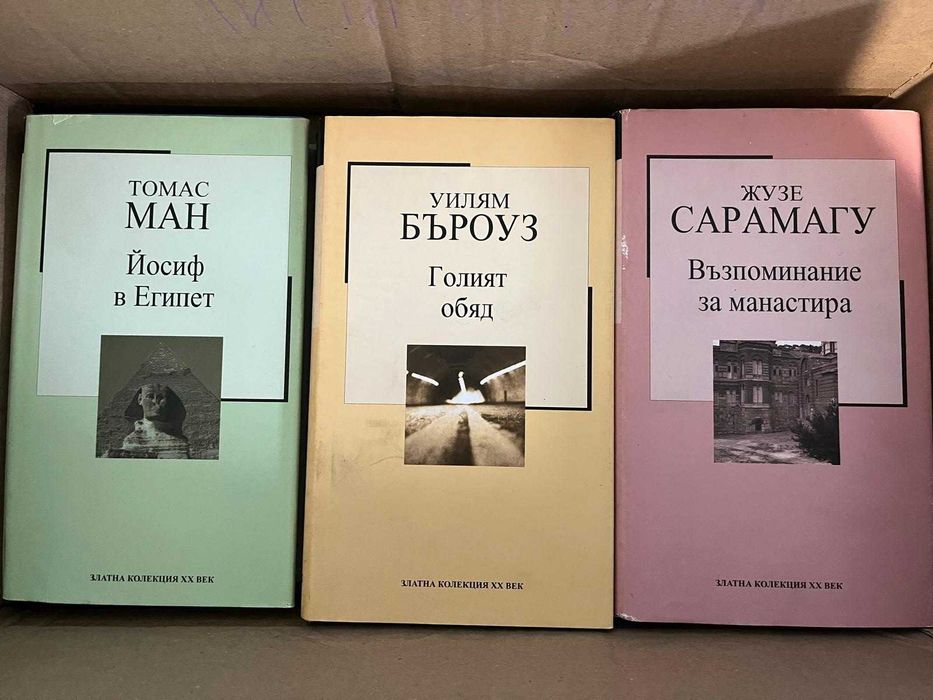 ТОМАС
МАН
Йосиф
в Египет
ЗЛАТНА КОЛЕКЦИЯ XX ВЕК
УИЛЯМ
БЪРОУЗ
Голият
обяд
ЗЛАТНА КОЛЕКЦИЯ XX ВЕК
ЖУЗЕ
САРАМАГУ
Възпоминание
за манастира
ЗЛАТНА КОЛЕКЦИЯ XX ВЕК